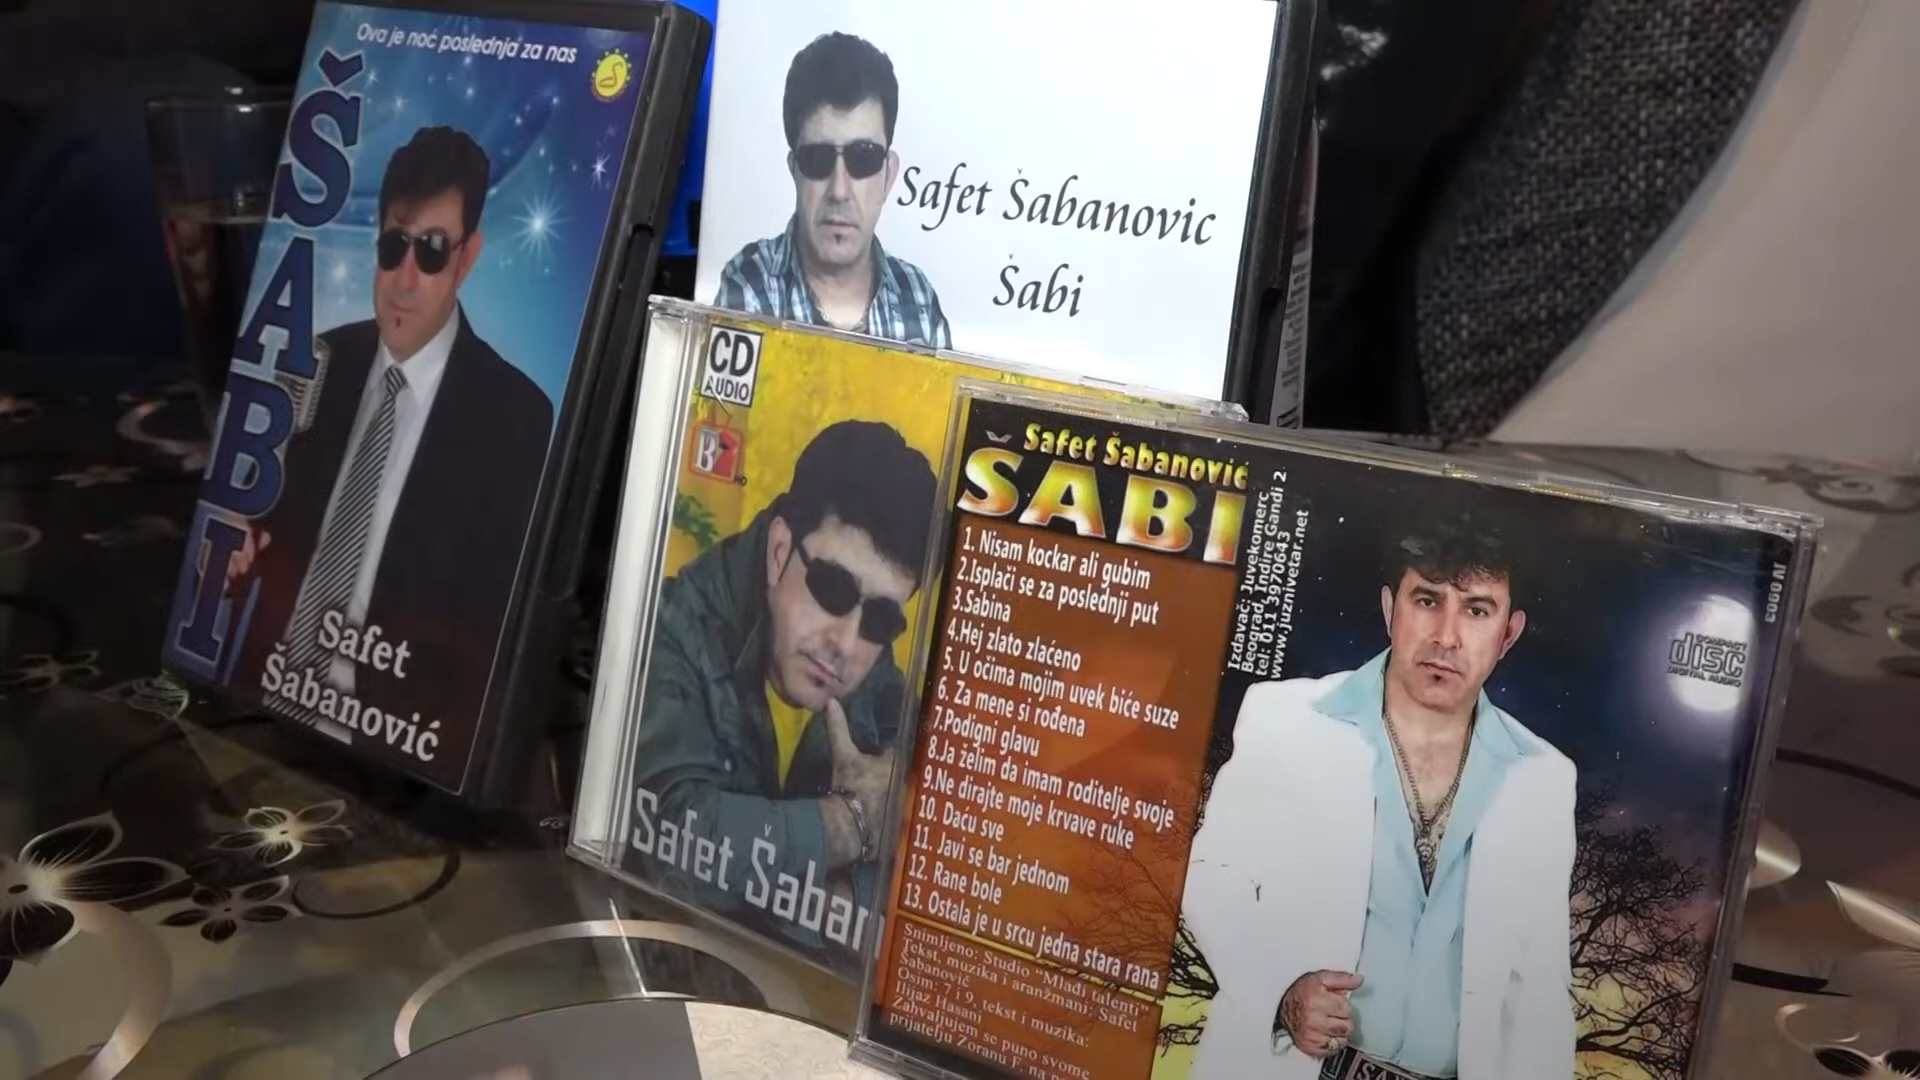 Ova je noć poslednja za nas
ŠABI
Safet
Šabanović
Safet Šabanovic
Šabi
CD
AUDIO
B
Safet Šaban
Safet Šabanović
ŠABI
1. Nisam kockar ali gubim
2.Isplači se za poslednji put
3.Sabina
4.Hej zlato zlaćeno
5. U očima mojim uvek biće suze
6. Za mene si rođena
7.Podigni glavu
8.Ja želim da imam roditelje svoje
9.Ne dirajte moje krvave ruke
10. Daću sve
11. Javi se bar jednom
12. Rane bole
13. Ostala je u srcu jedna stara rana
Snimljeno: Studio "Mlađi talenti"
Tekst, muzika i aranžmani: Safet
Šabanović
Osim: 7 i 9, tekst i muzika:
Ilijaz Hasani
Zahvaljujem se puno svome
prijatelju Zoranu F. na
Izdavač: Juvekomerc
Beograd, Indire Gandi 2
tel: 011 3970643
www.juznivetar.net
JV 0903
COMPACT
disc
DIGITAL AUDIO